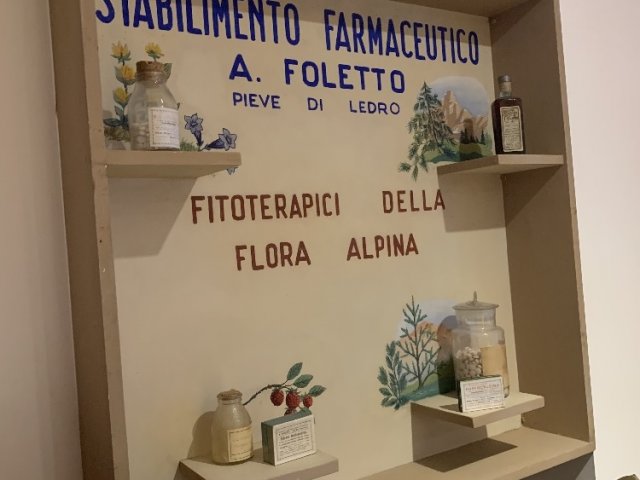 STABILIMENTO FARMACEUTICO
A. FOLETTO
PIEVE DI LEDRO
FITOTERAPICI DELLA
FLORA ALPINA